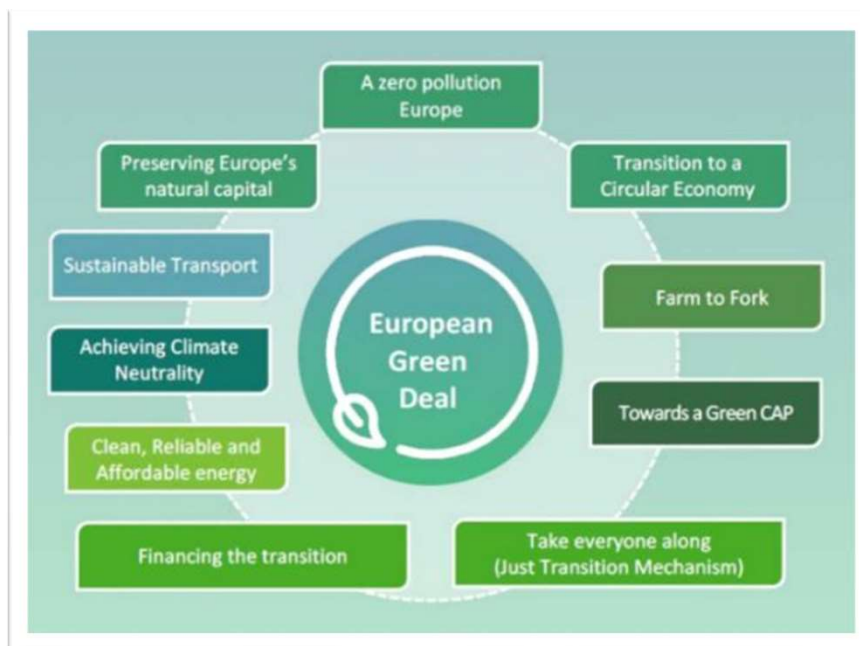 A zero pollution
Europe
Preserving Europe's
natural capital
Transition to a
Circular Economy
Sustainable Transport
Farm to Fork
European
Green
Deal
Achieving Climate
Neutrality
Towards a Green CAP
Clean, Reliable and
Affordable energy
Financing the transition
Take everyone along
(Just Transition Mechanism)